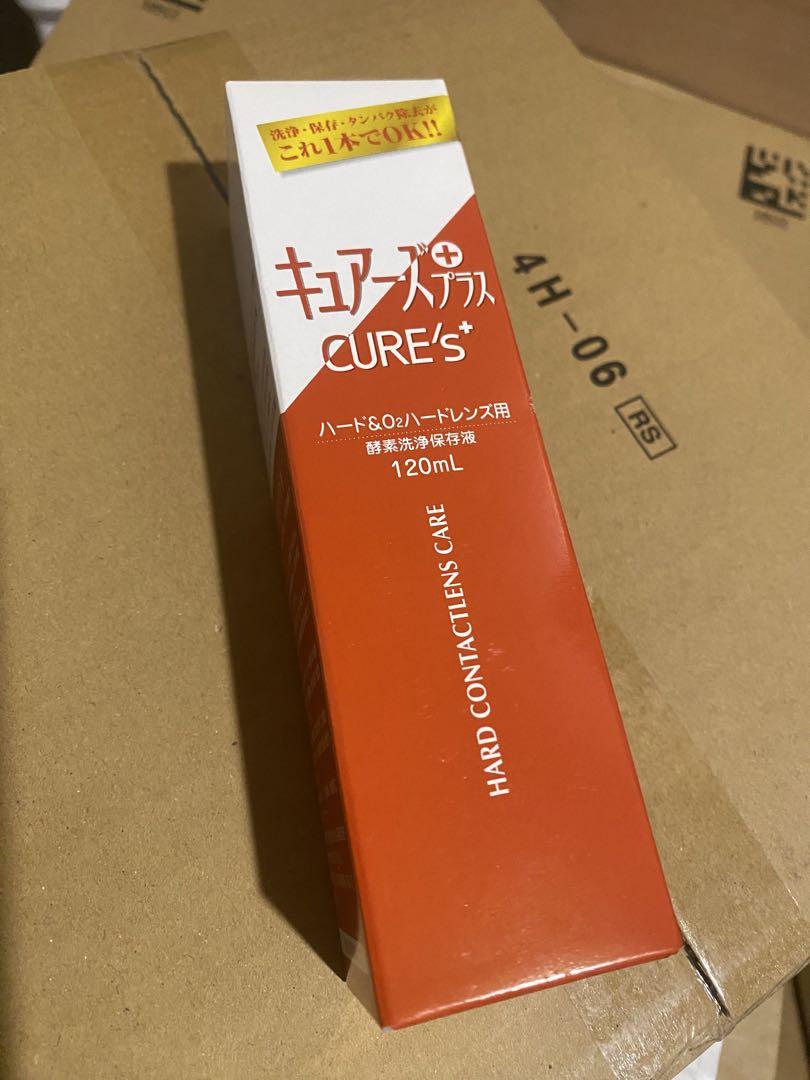 洗浄・保存・タンパク除去が
これ1本でOK!!
キュアーズ+プラス
CURE's+
ハード&O2ハードレンズ用
酵素洗浄保存液
120mL
HARD CONTACTLENS CARE
4H-06
RS